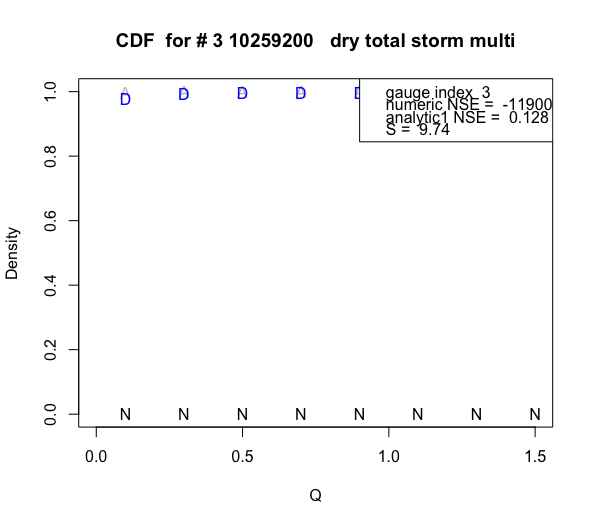 CDF  for # 3 10259200   dry total storm multi
gauge index  3
numeric NSE =  -11900
analytic1 NSE =  0.128
S =  9.74
A A A A
D D D D D
1.0
0.8
0.6
0.4
0.2
0.0
Density
N N N N N N N N
0.0 0.5 1.0 1.5
Q